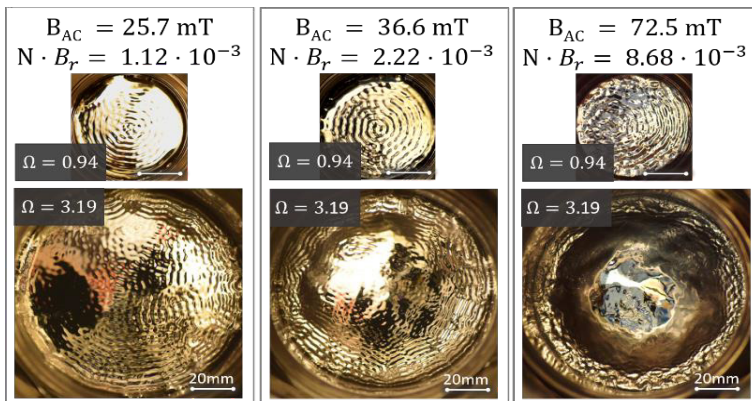 B_AC = 25.7 mT
N · B_r = 1.12 · 10⁻³
Ω = 0.94
Ω = 3.19
20mm
B_AC = 36.6 mT
N · B_r = 2.22 · 10⁻³
Ω = 0.94
Ω = 3.19
20mm
B_AC = 72.5 mT
N · B_r = 8.68 · 10⁻³
Ω = 0.94
Ω = 3.19
20mm